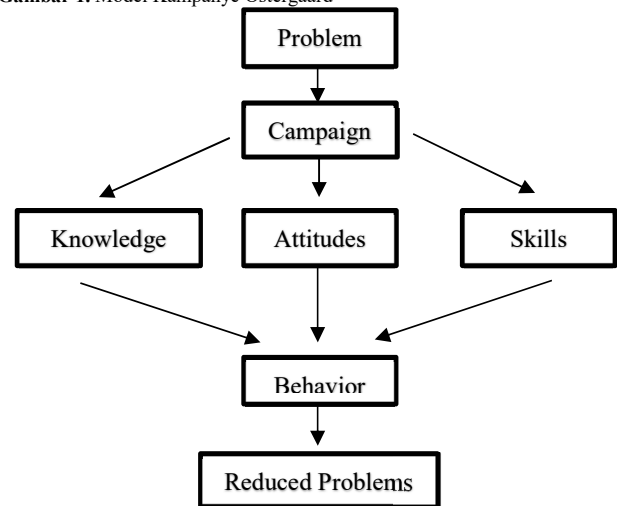 Gambar 1. Model Kampanye Ostergaard
Problem
Campaign
Knowledge Attitudes Skills
Behavior
Reduced Problems